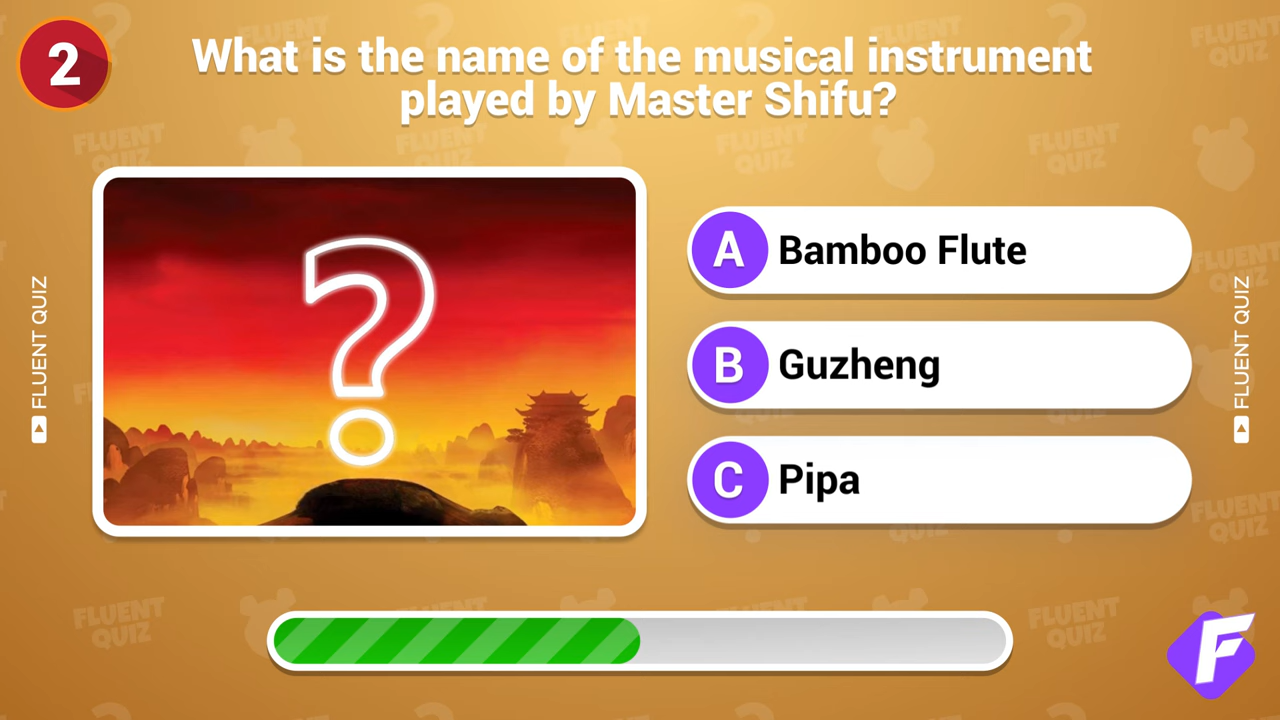 2
What is the name of the musical instrument
played by Master Shifu?
?
A Bamboo Flute
B Guzheng
C Pipa
FLUENT QUIZ
FLUENT QUIZ
F
FLUENT
QUIZ